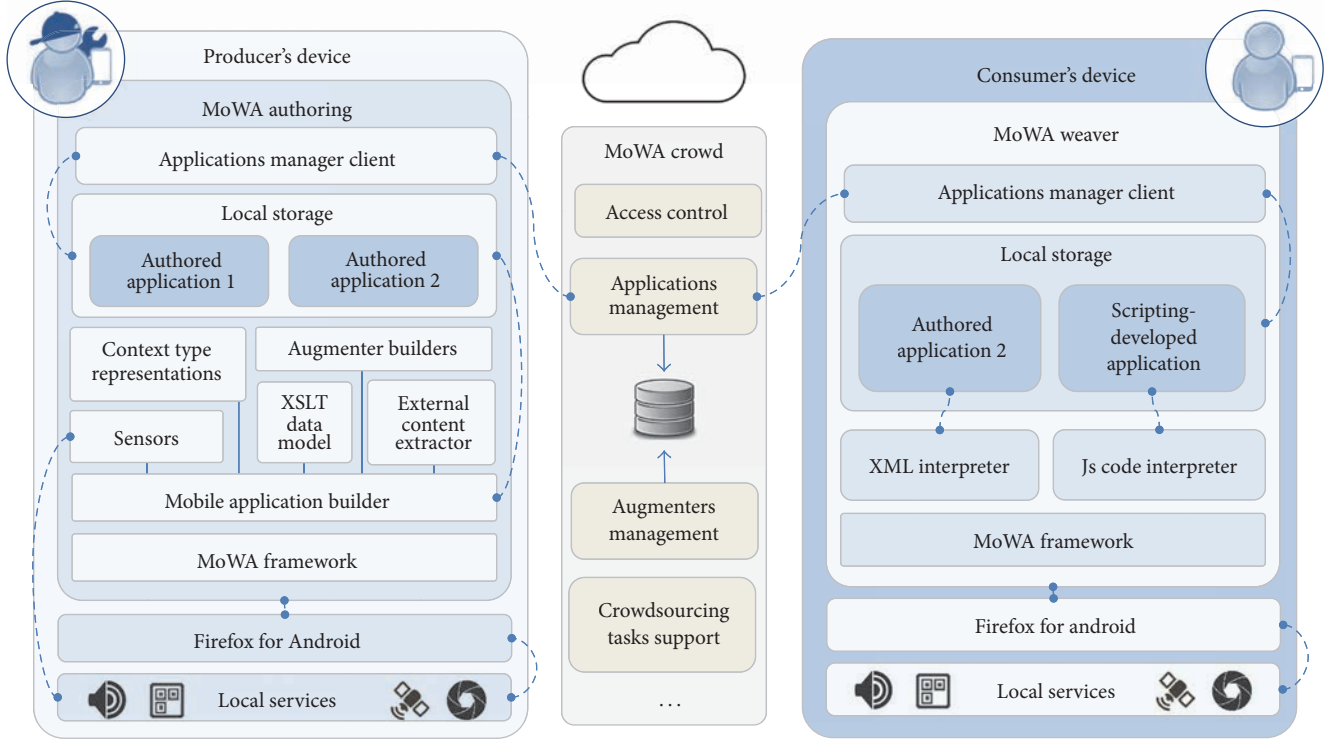 Producer's device
MoWA authoring
Applications manager client
Local storage
Authored
application 1
Authored
application 2
Context type
representations
Augmenter builders
Sensors
XSLT
data
model
External
content
extractor
Mobile application builder
MoWA framework
Firefox for Android
Local services
MoWA crowd
Access control
Applications
management
Augmenters
management
Crowdsourcing
tasks support
...
Consumer's device
MoWA weaver
Applications manager client
Local storage
Authored
application 2
Scripting-
developed
application
XML interpreter
Js code interpreter
MoWA framework
Firefox for android
Local services